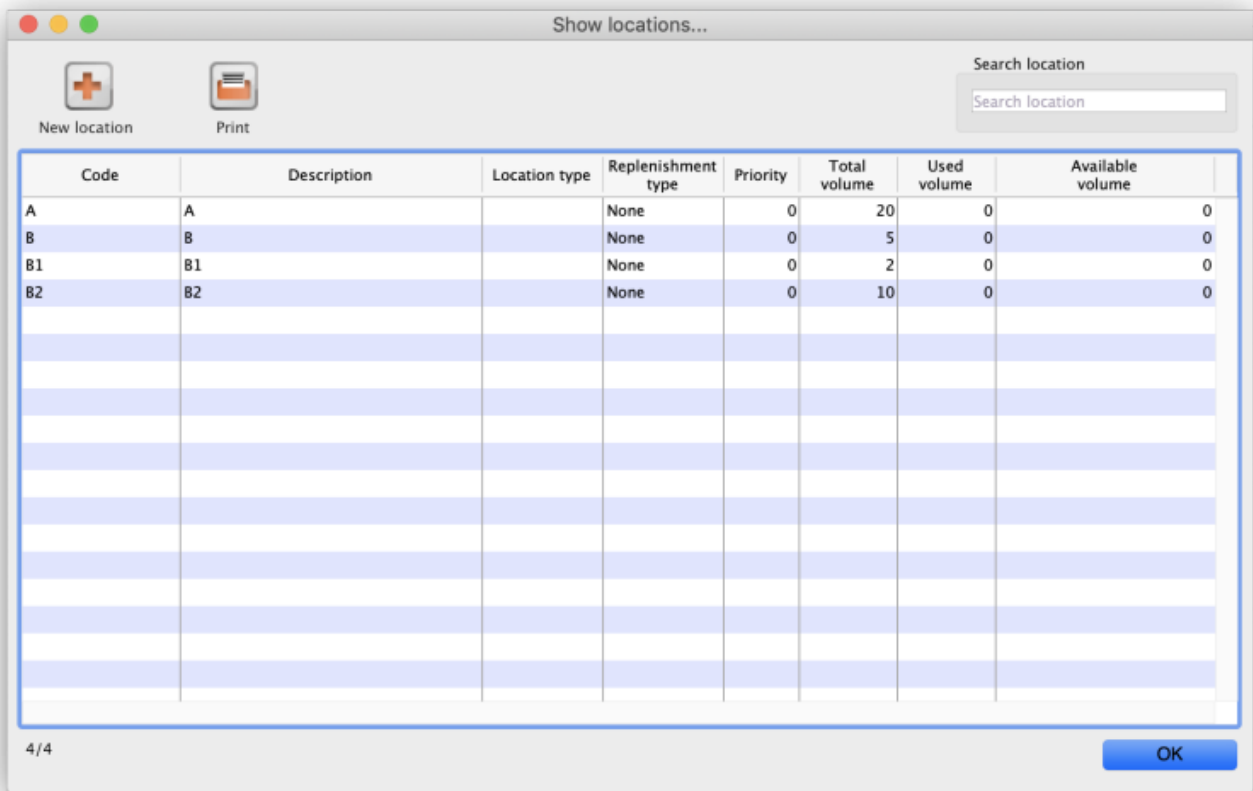 Show locations...
Search location
Search location
New location Print
Code Description Location type Replenishment type Priority Total volume Used volume Available volume
A A None 0 20 0 0
B B None 0 5 0 0
B1 B1 None 0 2 0 0
B2 B2 None 0 10 0 0
4/4
OK